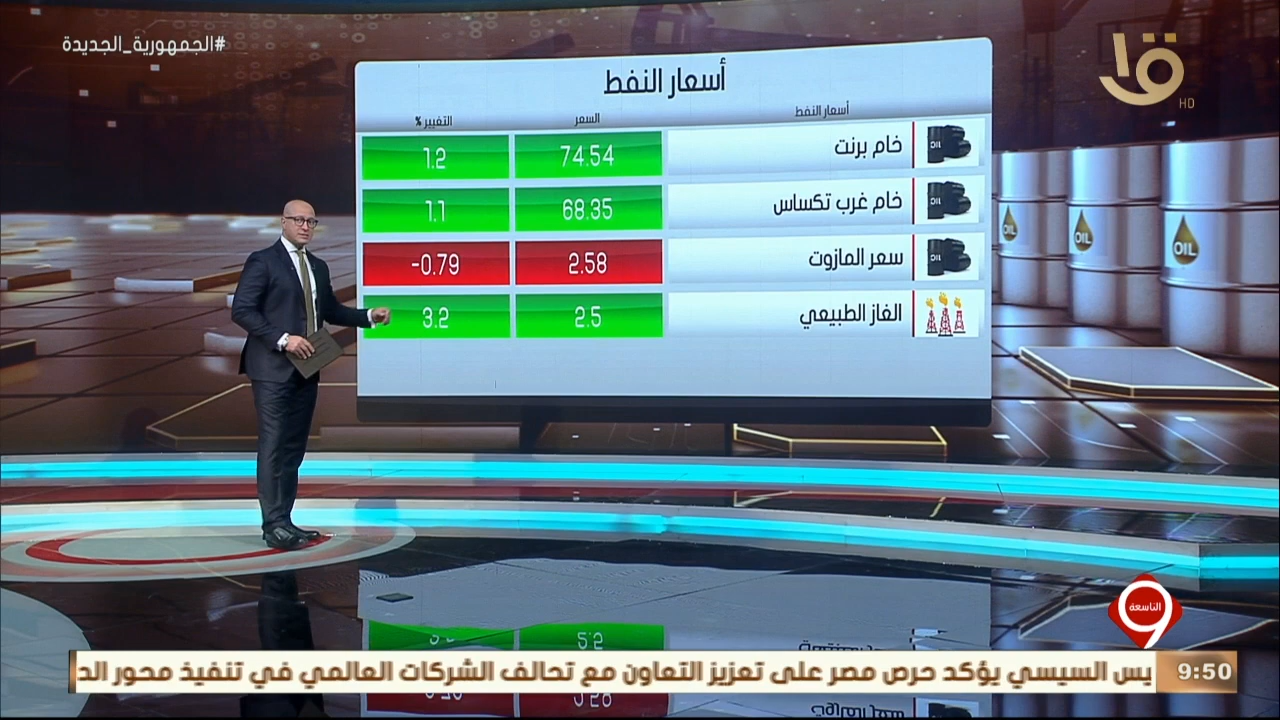 #الجمهورية_الجديدة
HD
أسعار النفط
أسعار النفط السعر التغيير %
خام برنت 74.54 1.2
خام غرب تكساس 68.35 1.1
سعر المازوت 2.58 -0.79
الغاز الطبيعي 2.5 3.2
OIL
OIL
OIL
OIL
OIL
OIL
التاسعة
9
9:50
يس السيسي يؤكد حرص مصر على تعزيز التعاون مع تحالف الشركات العالمي في تنفيذ محور الد